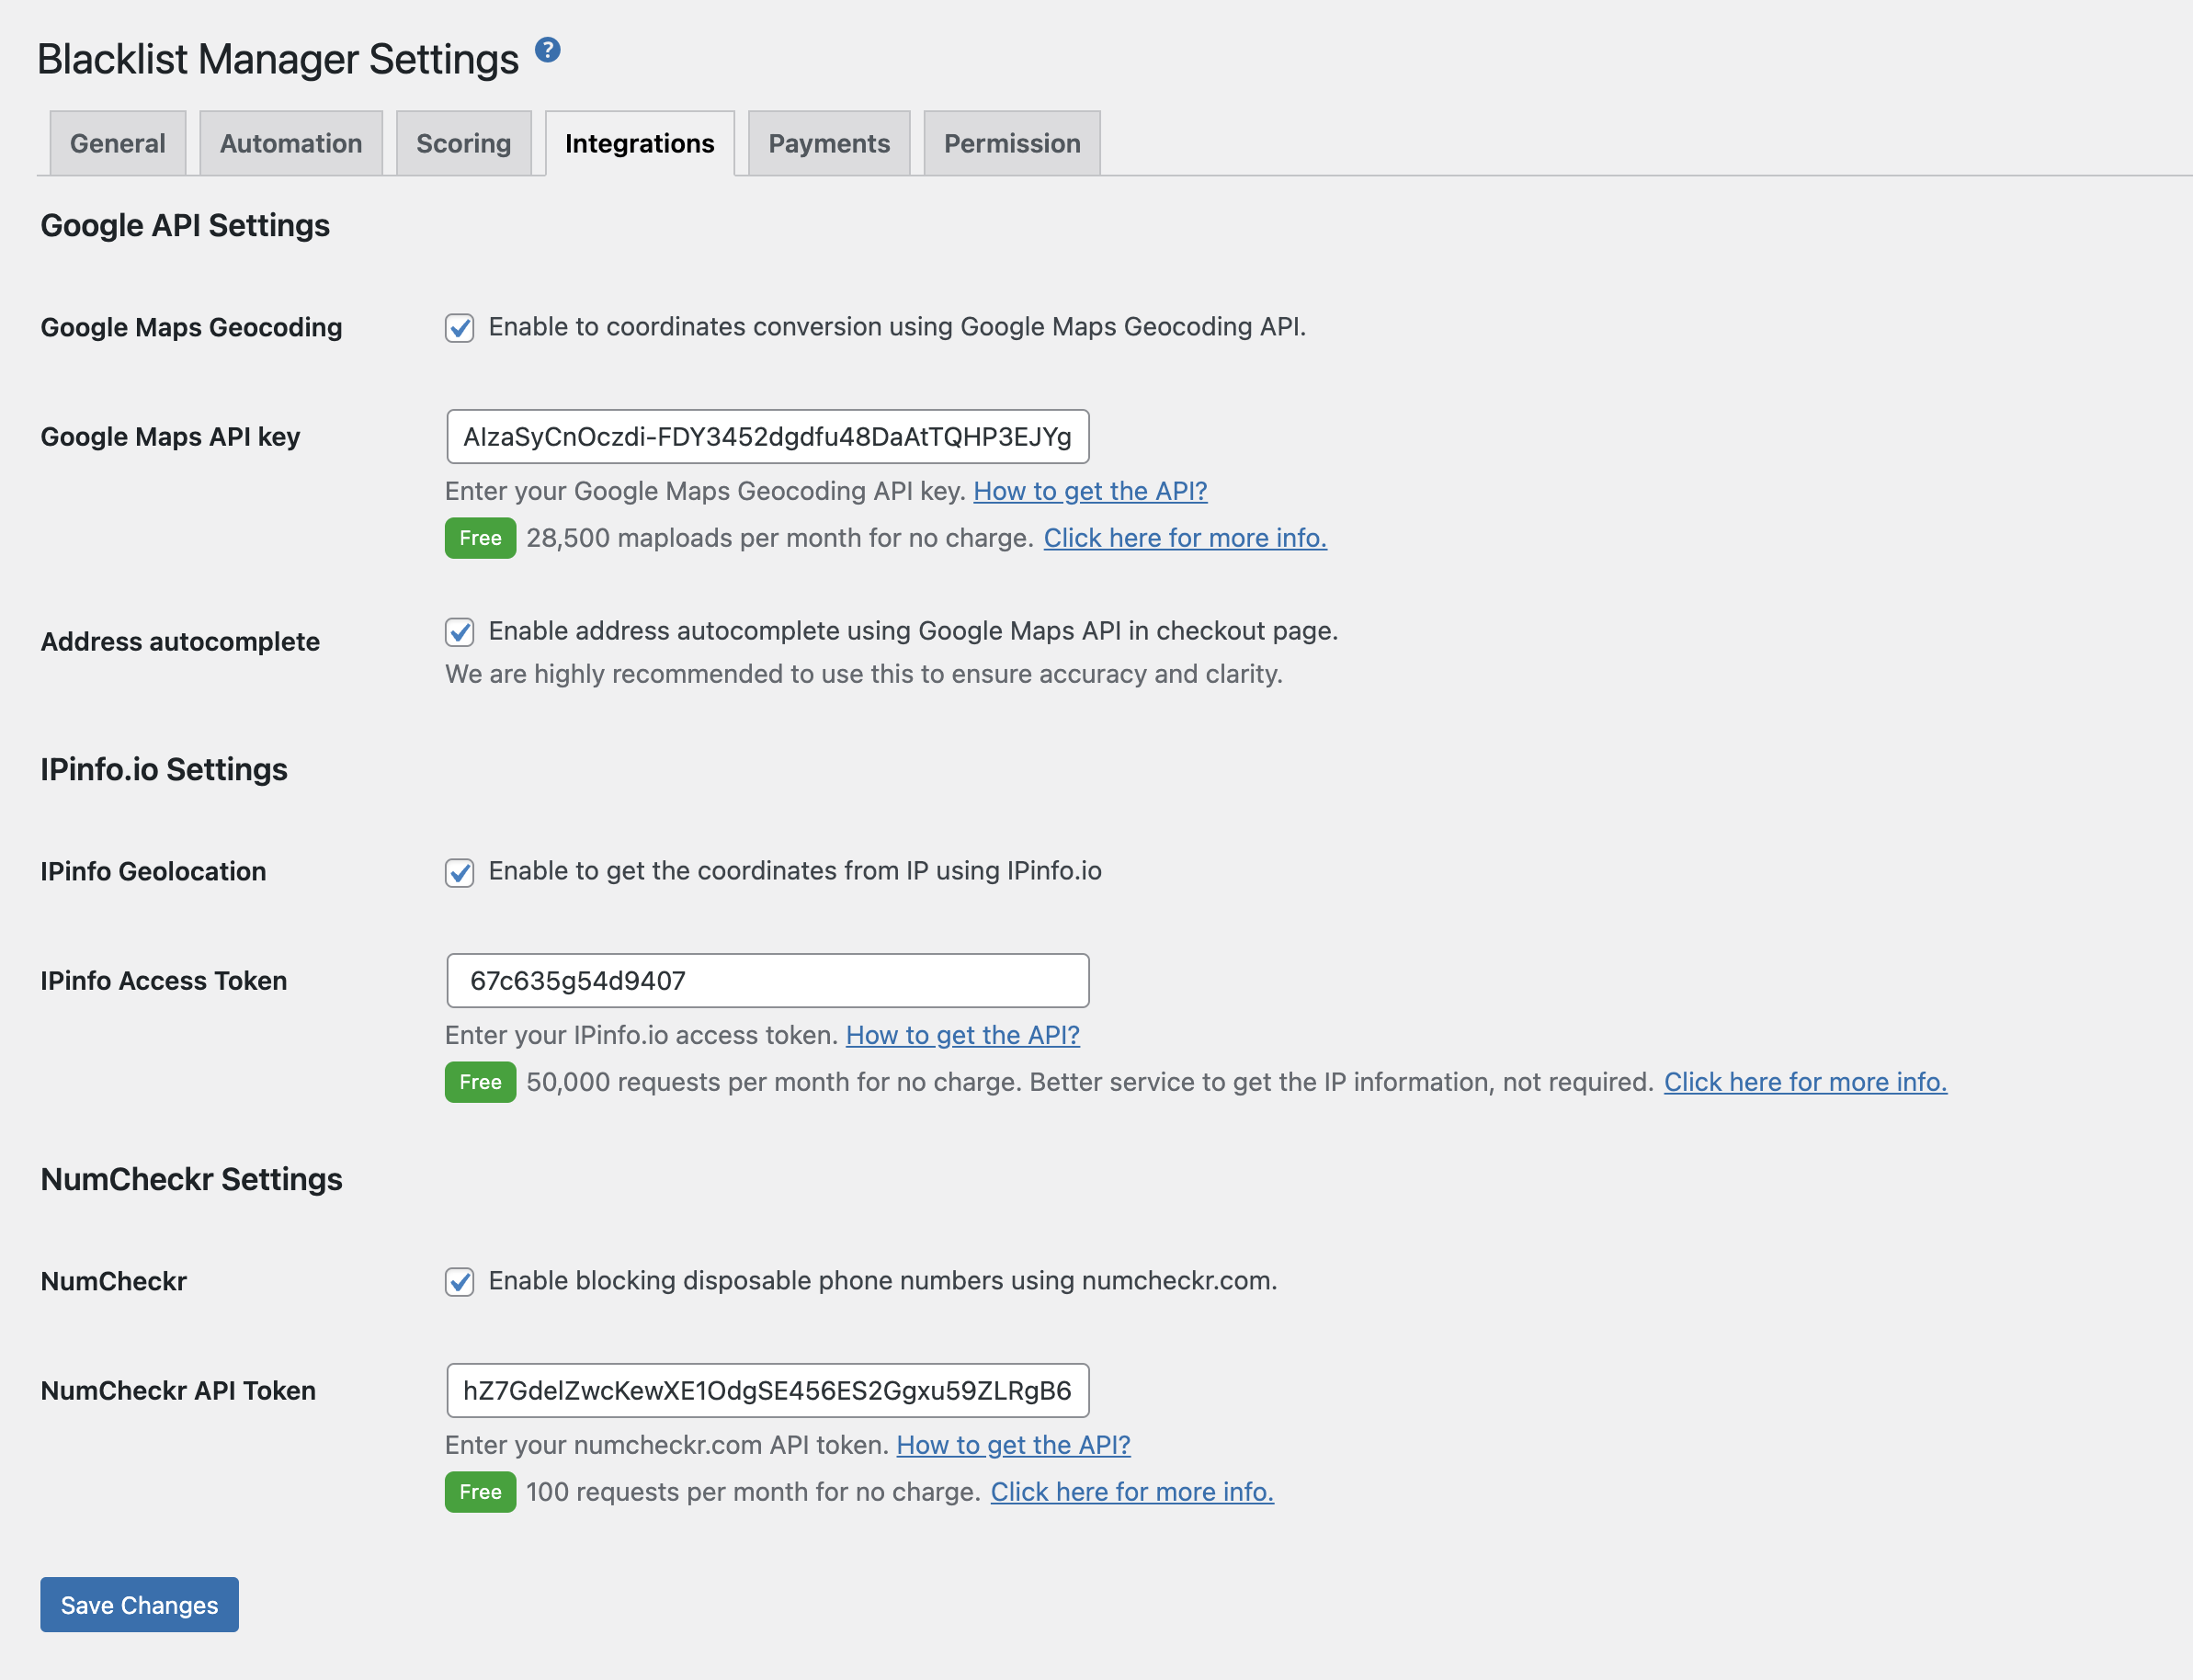 Blacklist Manager Settings ?
General Automation Scoring Integrations Payments Permission
Google API Settings
Google Maps Geocoding Enable to coordinates conversion using Google Maps Geocoding API.
Google Maps API key AIzaSyCnOczdi-FDY3452dgdfu48DaAtTQHP3EJYg
Enter your Google Maps Geocoding API key. How to get the API?
Free 28,500 maploads per month for no charge. Click here for more info.
Address autocomplete Enable address autocomplete using Google Maps API in checkout page.
We are highly recommended to use this to ensure accuracy and clarity.
IPinfo.io Settings
IPinfo Geolocation Enable to get the coordinates from IP using IPinfo.io
IPinfo Access Token 67c635g54d9407
Enter your IPinfo.io access token. How to get the API?
Free 50,000 requests per month for no charge. Better service to get the IP information, not required. Click here for more info.
NumCheckr Settings
NumCheckr Enable blocking disposable phone numbers using numcheckr.com.
NumCheckr API Token hZ7GdelZwcKewXE1OdgSE456ES2Ggxu59ZLRgB6
Enter your numcheckr.com API token. How to get the API?
Free 100 requests per month for no charge. Click here for more info.
Save Changes